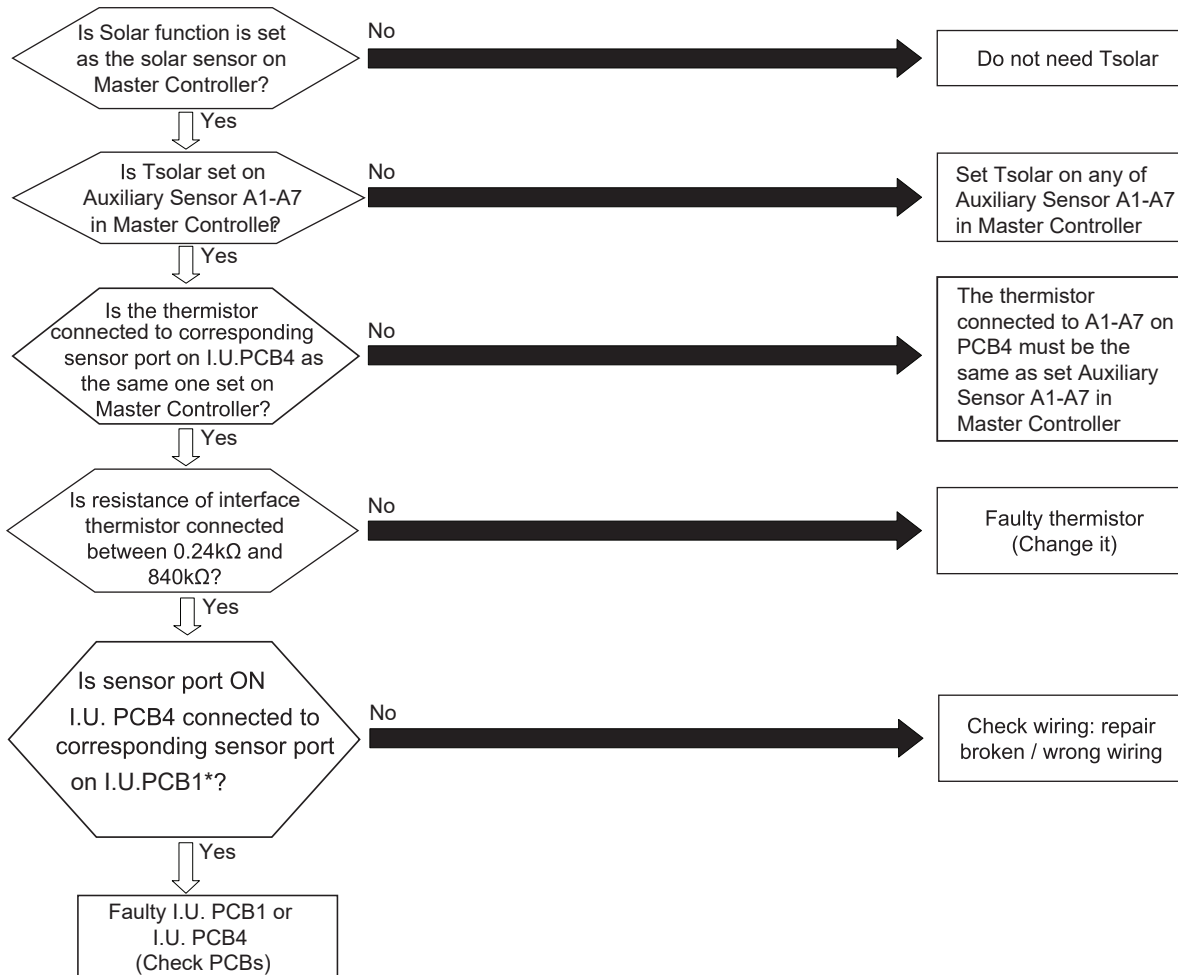 Is Solar function is set
as the solar sensor on
Master Controller?
No
Do not need Tsolar
Yes
Is Tsolar set on
Auxiliary Sensor A1-A7
in Master Controller?
No
Set Tsolar on any of
Auxiliary Sensor A1-A7
in Master Controller
Yes
Is the thermistor
connected to corresponding
sensor port on I.U.PCB4 as
the same one set on
Master Controller?
No
The thermistor
connected to A1-A7 on
PCB4 must be the
same as set Auxiliary
Sensor A1-A7 in
Master Controller
Yes
Is resistance of interface
thermistor connected
between 0.24kΩ and
840kΩ?
No
Faulty thermistor
(Change it)
Yes
Is sensor port ON
I.U. PCB4 connected to
corresponding sensor port
on I.U.PCB1*?
No
Check wiring: repair
broken / wrong wiring
Yes
Faulty I.U. PCB1 or
I.U. PCB4
(Check PCBs)